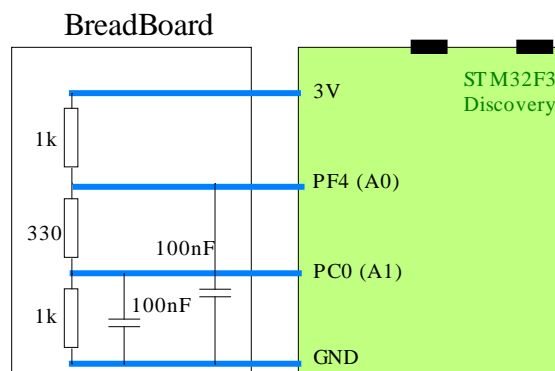 BreadBoard
STM32F3
Discovery
3V
1k
PF4 (A0)
330
100nF
PC0 (A1)
100nF
1k
GND